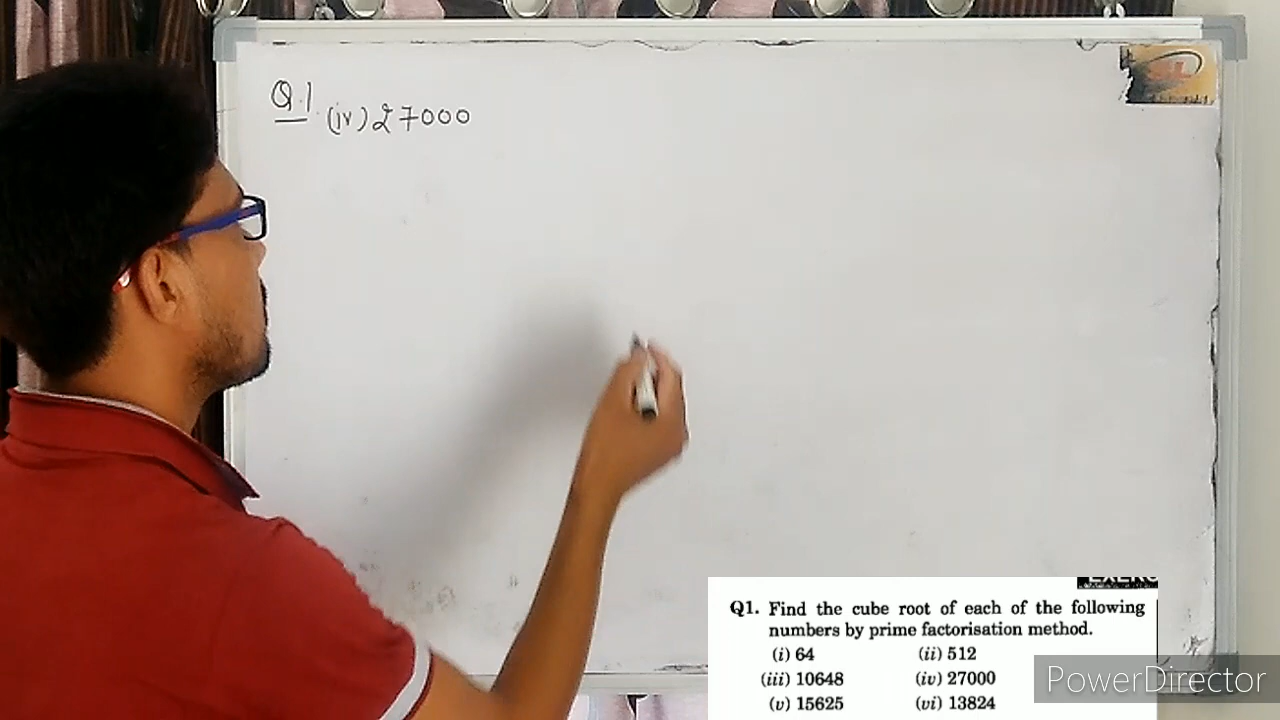 Q.1. (iv) 27000
Q1. Find the cube root of each of the following
numbers by prime factorisation method.
(i) 64 (ii) 512
(iii) 10648 (iv) 27000
(v) 15625 (vi) 13824
PowerDirector